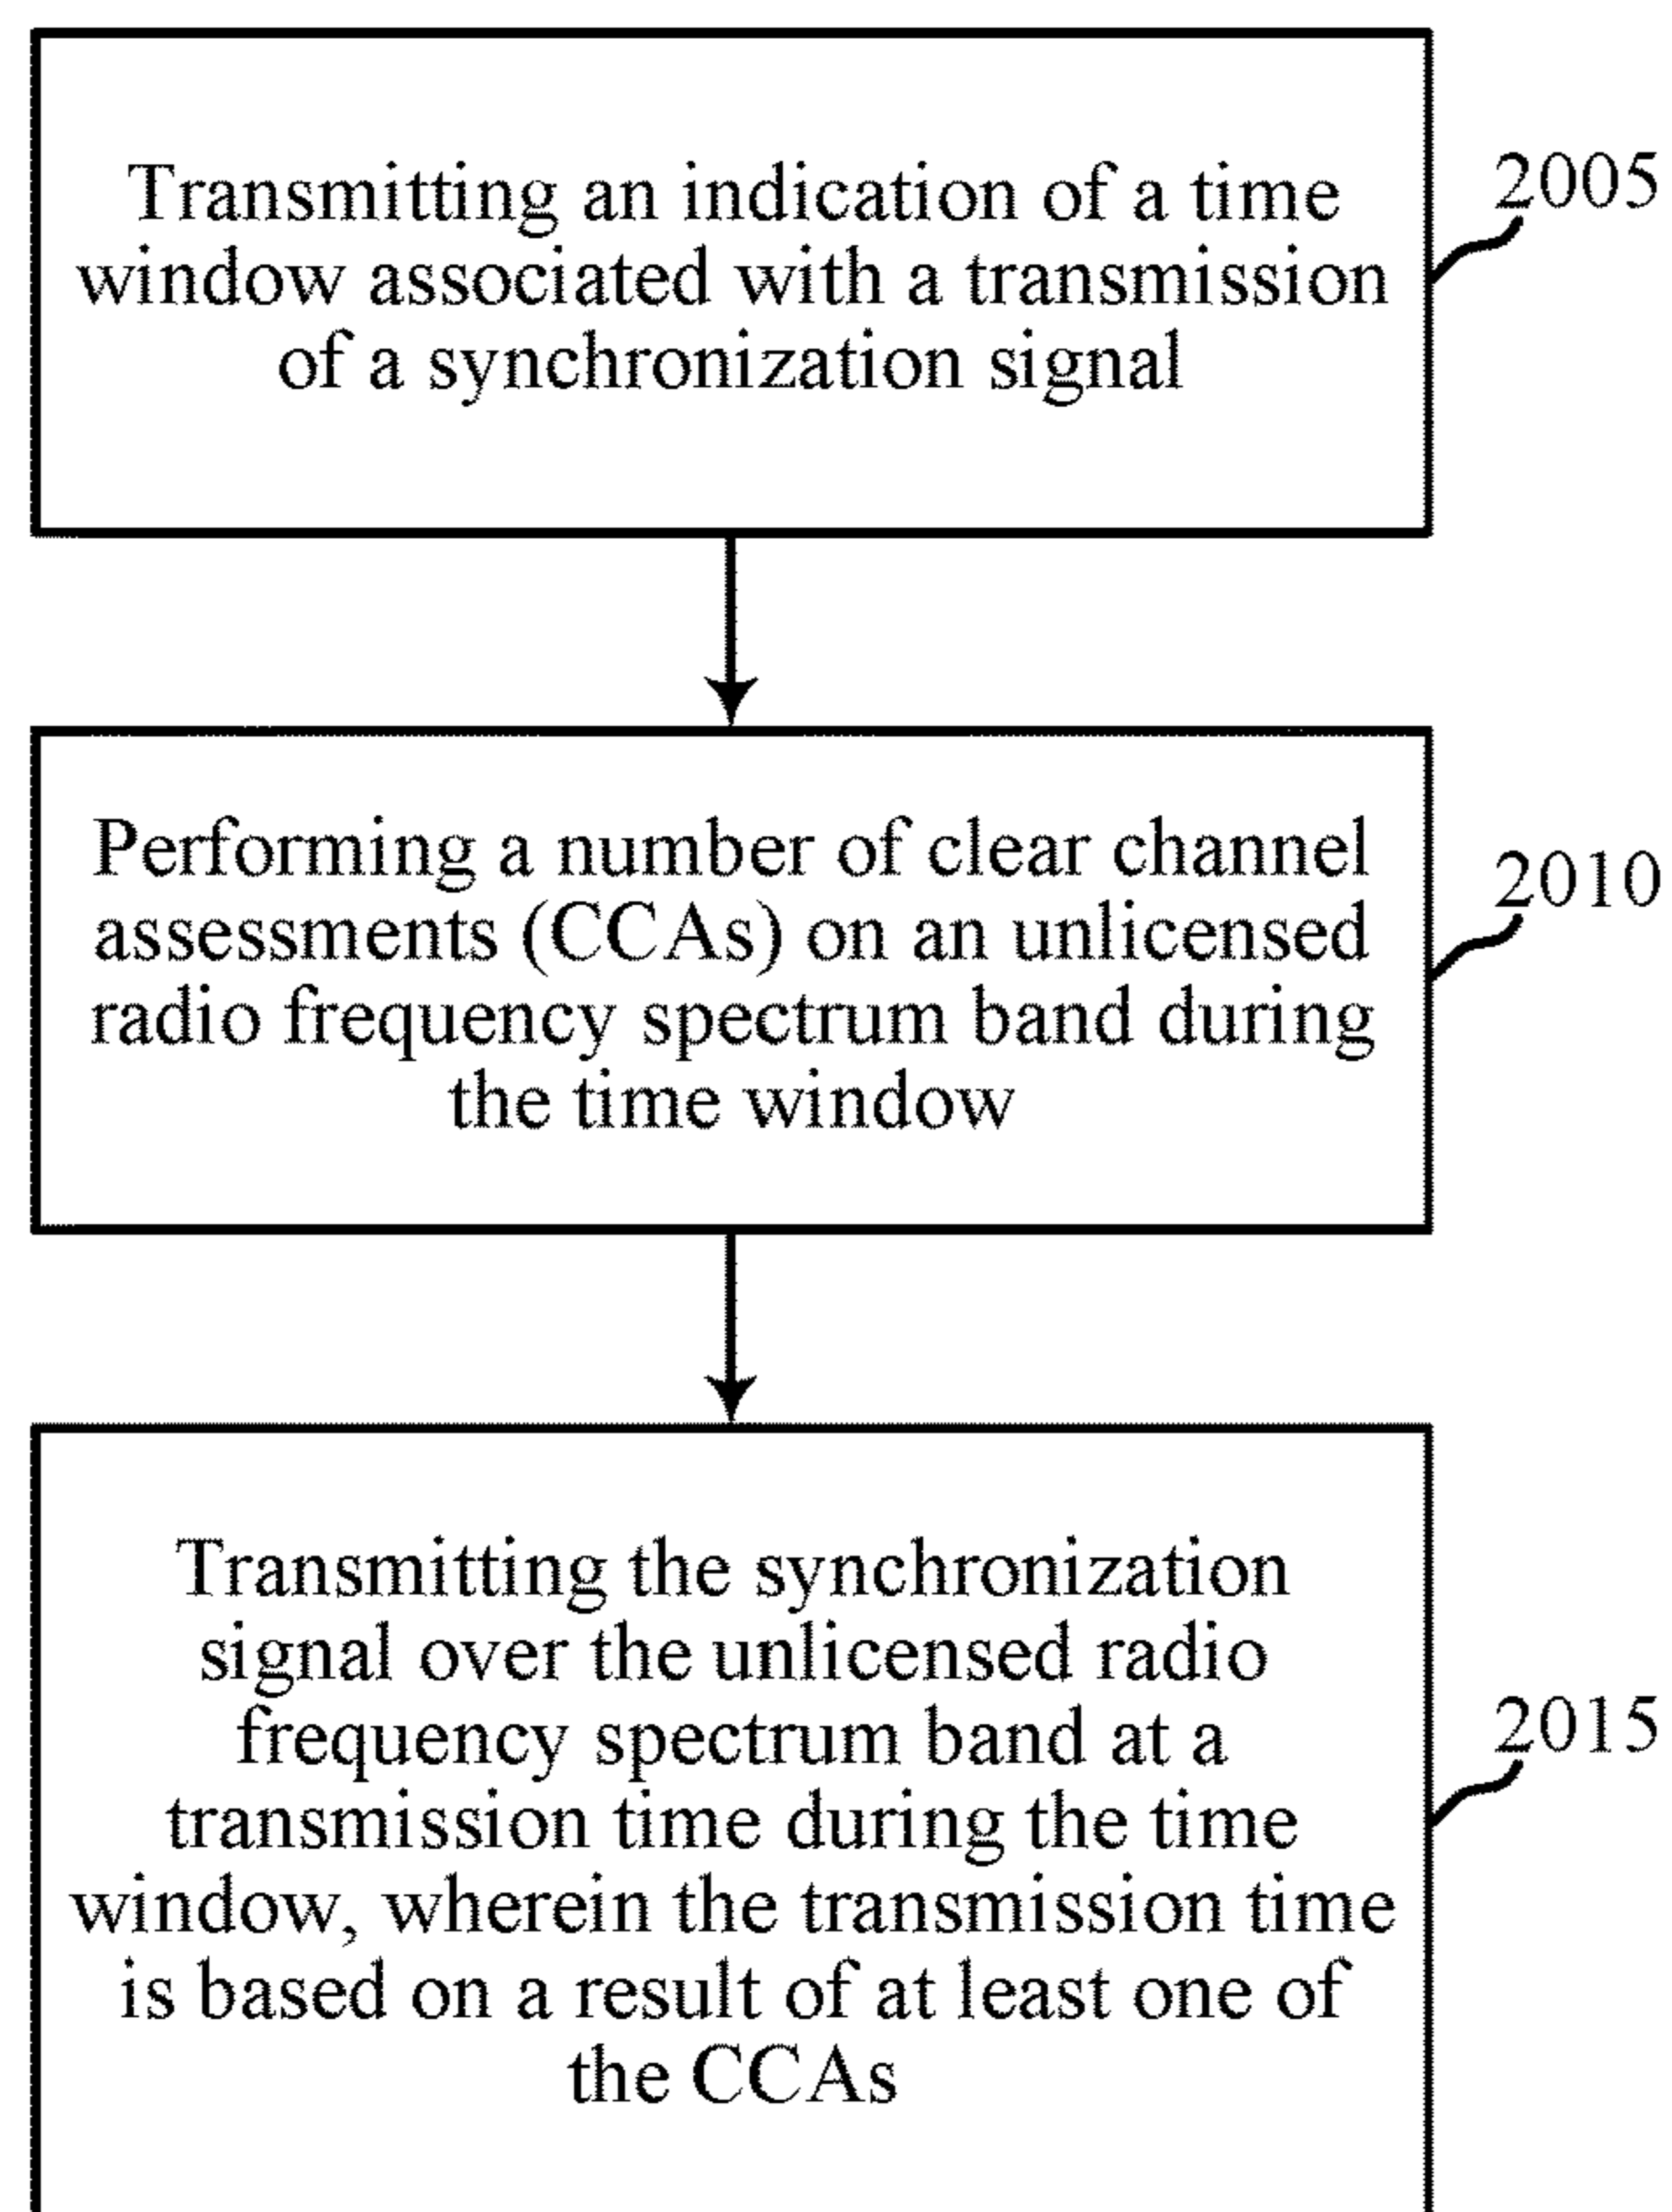 Transmitting an indication of a time
window associated with a transmission
of a synchronization signal
2005
Performing a number of clear channel
assessments (CCAs) on an unlicensed
radio frequency spectrum band during
the time window
2010
Transmitting the synchronization
signal over the unlicensed radio
frequency spectrum band at a
transmission time during the time
window, wherein the transmission time
is based on a result of at least one of
the CCAs
2015